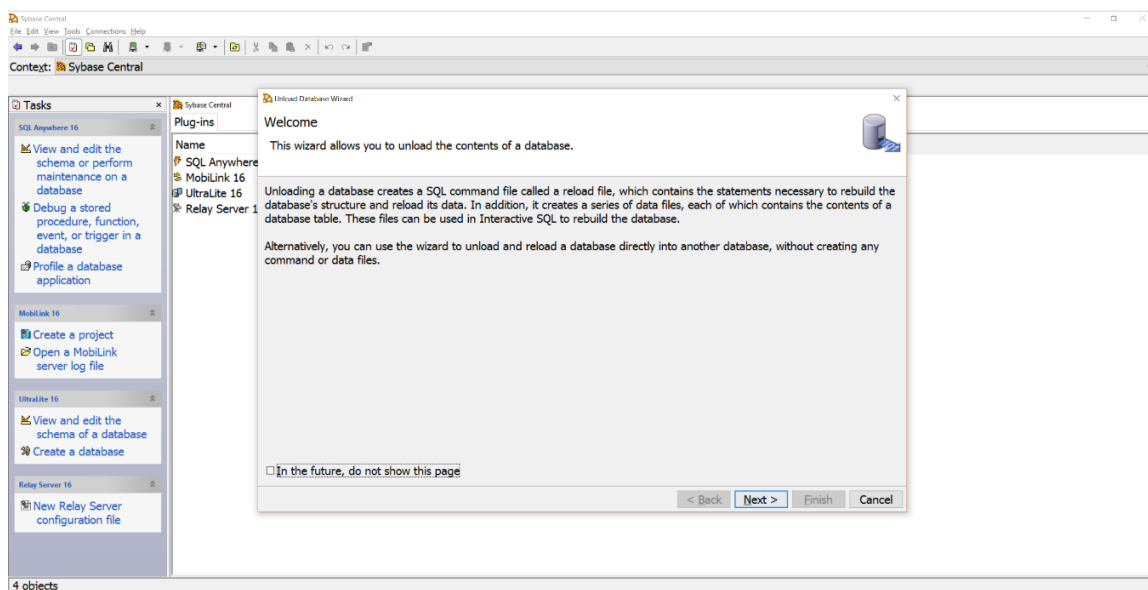 Sybase Central
File Edit View Tools Connections Help
Context: Sybase Central
Tasks
SQL Anywhere 16
View and edit the
schema or perform
maintenance on a
database
Debug a stored
procedure, function,
event, or trigger in a
database
Profile a database
application
MobiLink 16
Create a project
Open a MobiLink
server log file
UltraLite 16
View and edit the
schema of a database
Create a database
Relay Server 16
New Relay Server
configuration file
Sybase Central
Plug-ins
Name
SQL Anywhere
MobiLink 16
UltraLite 16
Relay Server 1
Unload Database Wizard
Welcome
This wizard allows you to unload the contents of a database.
Unloading a database creates a SQL command file called a reload file, which contains the statements necessary to rebuild the
database's structure and reload its data. In addition, it creates a series of data files, each of which contains the contents of a
database table. These files can be used in Interactive SQL to rebuild the database.
Alternatively, you can use the wizard to unload and reload a database directly into another database, without creating any
command or data files.
In the future, do not show this page
< Back Next > Finish Cancel
4 objects